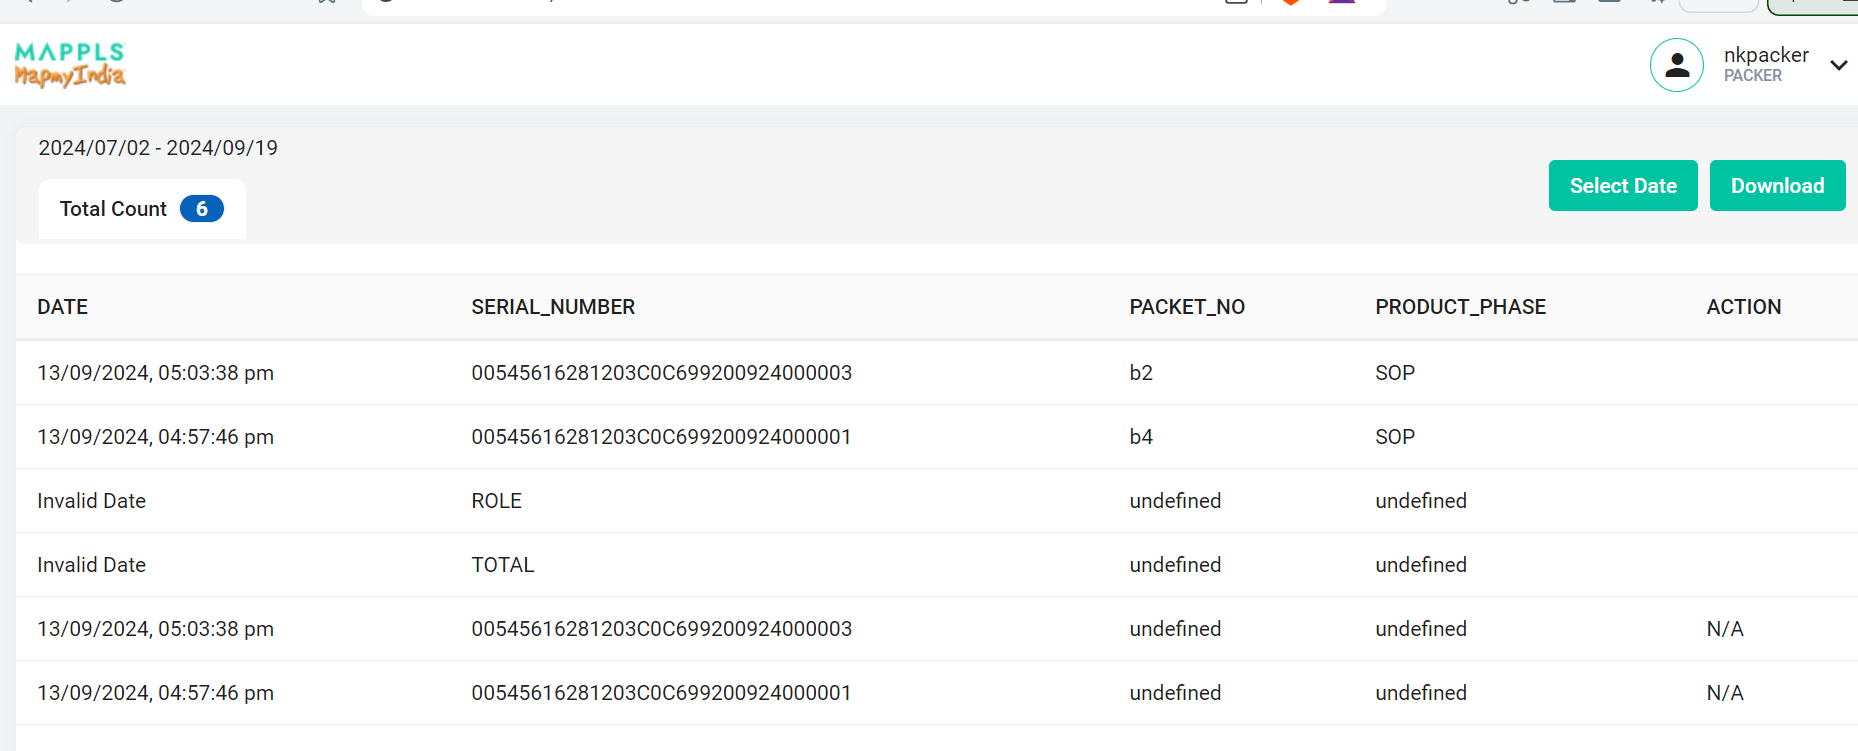 MAPPLS
MapmyIndia
nkpacker
PACKER
2024/07/02 - 2024/09/19
Total Count 6
Select Date Download
DATE SERIAL_NUMBER PACKET_NO PRODUCT_PHASE ACTION
13/09/2024, 05:03:38 pm 00545616281203C0C699200924000003 b2 SOP
13/09/2024, 04:57:46 pm 00545616281203C0C699200924000001 b4 SOP
Invalid Date ROLE undefined undefined
Invalid Date TOTAL undefined undefined
13/09/2024, 05:03:38 pm 00545616281203C0C699200924000003 undefined undefined N/A
13/09/2024, 04:57:46 pm 00545616281203C0C699200924000001 undefined undefined N/A